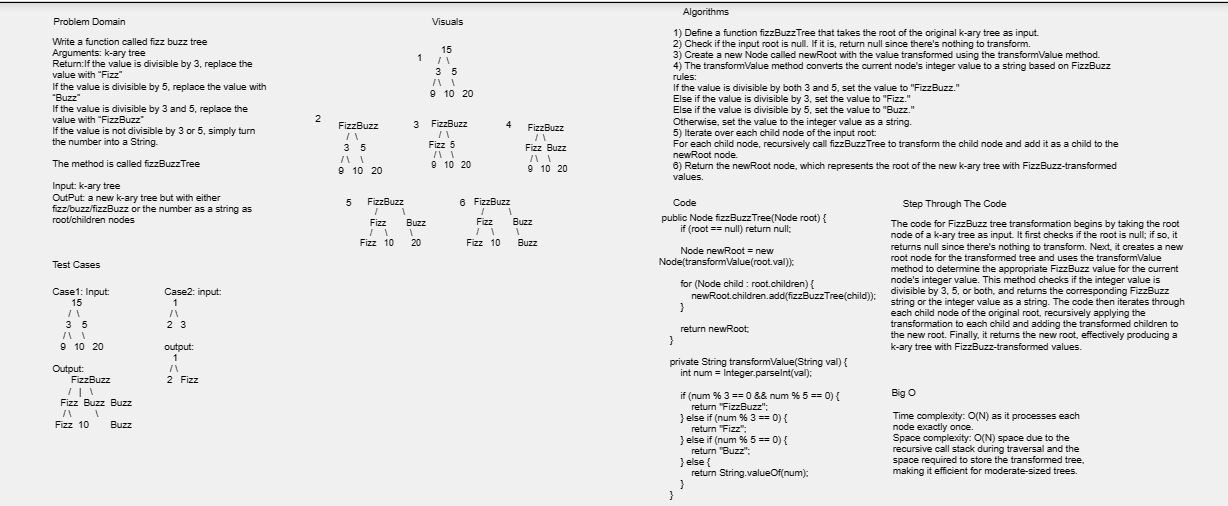 Problem Domain
Write a function called fizz buzz tree
Arguments: k-ary tree
Return:If the value is divisible by 3, replace the
value with "Fizz"
If the value is divisible by 5, replace the value with
"Buzz"
If the value is divisible by 3 and 5, replace the
value with "FizzBuzz"
If the value is not divisible by 3 or 5, simply turn
the number into a String.
The method is called fizzBuzzTree
Input: k-ary tree
OutPut: a new k-ary tree but with either
fizz/buzz/fizzBuzz or the number as a string as
root/children nodes
Test Cases
Case1: Input:
15
/ \
3 5
/ \ \
9 10 20
Output:
FizzBuzz
/ | \
Fizz Buzz Buzz
/ \ \
Fizz 10 Buzz
Case2: input:
1
/ \
2 3
output:
1
/ \
2 Fizz
Visuals
1
15
/ \
3 5
/ \ \
9 10 20
2
FizzBuzz
/ \
3 5
/ \ \
9 10 20
3 FizzBuzz
/ \
Fizz 5
/ \ \
9 10 20
4 FizzBuzz
/ \
Fizz Buzz
/ \ \
9 10 20
5 FizzBuzz
/ \
Fizz Buzz
/ \ \
Fizz 10 20
6 FizzBuzz
/ \
Fizz Buzz
/ \ \
Fizz 10 Buzz
Algorithms
1) Define a function fizzBuzzTree that takes the root of the original k-ary tree as input.
2) Check if the input root is null. If it is, return null since there's nothing to transform.
3) Create a new Node called newRoot with the value transformed using the transformValue method.
4) The transformValue method converts the current node's integer value to a string based on FizzBuzz
rules:
If the value is divisible by both 3 and 5, set the value to "FizzBuzz."
Else if the value is divisible by 3, set the value to "Fizz."
Else if the value is divisible by 5, set the value to "Buzz."
Otherwise, set the value to the integer value as a string.
5) Iterate over each child node of the input root:
For each child node, recursively call fizzBuzzTree to transform the child node and add it as a child to the
newRoot node.
6) Return the newRoot node, which represents the root of the new k-ary tree with FizzBuzz-transformed
values.
Code
public Node fizzBuzzTree(Node root) {
if (root == null) return null;
Node newRoot = new
Node(transformValue(root.val));
for (Node child : root.children) {
newRoot.children.add(fizzBuzzTree(child));
}
return newRoot;
}
private String transformValue(String val) {
int num = Integer.parseInt(val);
if (num % 3 == 0 && num % 5 == 0) {
return "FizzBuzz";
} else if (num % 3 == 0) {
return "Fizz";
} else if (num % 5 == 0) {
return "Buzz";
} else {
return String.valueOf(num);
}
}
Step Through The Code
The code for FizzBuzz tree transformation begins by taking the root
node of a k-ary tree as input. It first checks if the root is null; if so, it
returns null since there's nothing to transform. Next, it creates a new
root node for the transformed tree and uses the transformValue
method to determine the appropriate FizzBuzz value for the current
node's integer value. This method checks if the integer value is
divisible by 3, 5, or both, and returns the corresponding FizzBuzz
string or the integer value as a string. The code then iterates through
each child node of the original root, recursively applying the
transformation to each child and adding the transformed children to
the new root. Finally, it returns the new root, effectively producing a
k-ary tree with FizzBuzz-transformed values.
Big O
Time complexity: O(N) as it processes each
node exactly once.
Space complexity: O(N) space due to the
recursive call stack during traversal and the
space required to store the transformed tree,
making it efficient for moderate-sized trees.